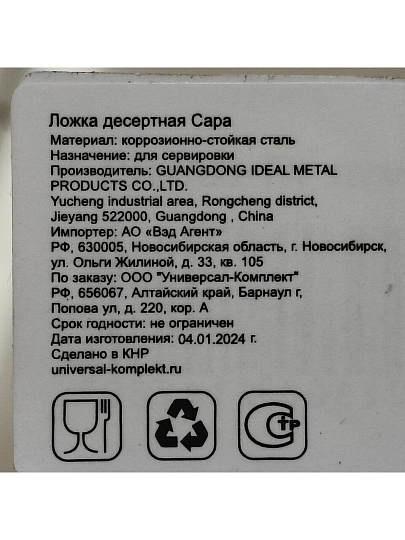 Ложка десертная Сара
Материал: коррозионно-стойкая сталь
Назначение: для сервировки
Производитель: GUANGDONG IDEAL METAL
PRODUCTS CO.,LTD.
Yucheng industrial area, Rongcheng district,
Jieyang 522000, Guangdong , China
Импортер: АО «Вэд Агент»
РФ, 630005, Новосибирская область, г. Новосибирск,
ул. Ольги Жилиной, д. 33, кв. 105
По заказу: ООО "Универсал-Комплект"
РФ, 656067, Алтайский край, Барнаул г,
Попова ул, д. 220, кор. А
Срок годности: не ограничен
Дата изготовления: 04.01.2024 г.
Сделано в КНР
universal-komplekt.ru